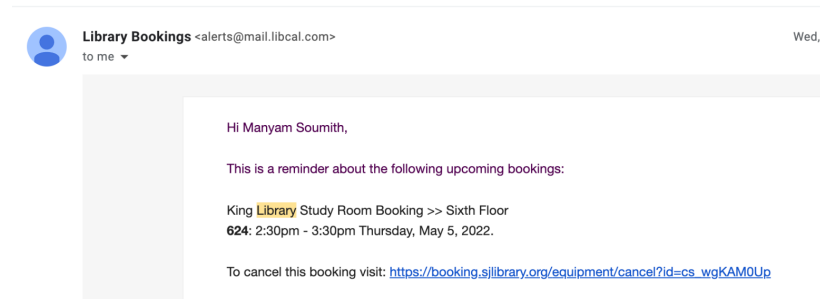 Library Bookings <alerts@mail.libcal.com> Wed,
to me
Hi Manyam Soumith,
This is a reminder about the following upcoming bookings:
King Library Study Room Booking >> Sixth Floor
624: 2:30pm - 3:30pm Thursday, May 5, 2022.
To cancel this booking visit: https://booking.sjlibrary.org/equipment/cancel?id=cs_wgKAM0Up